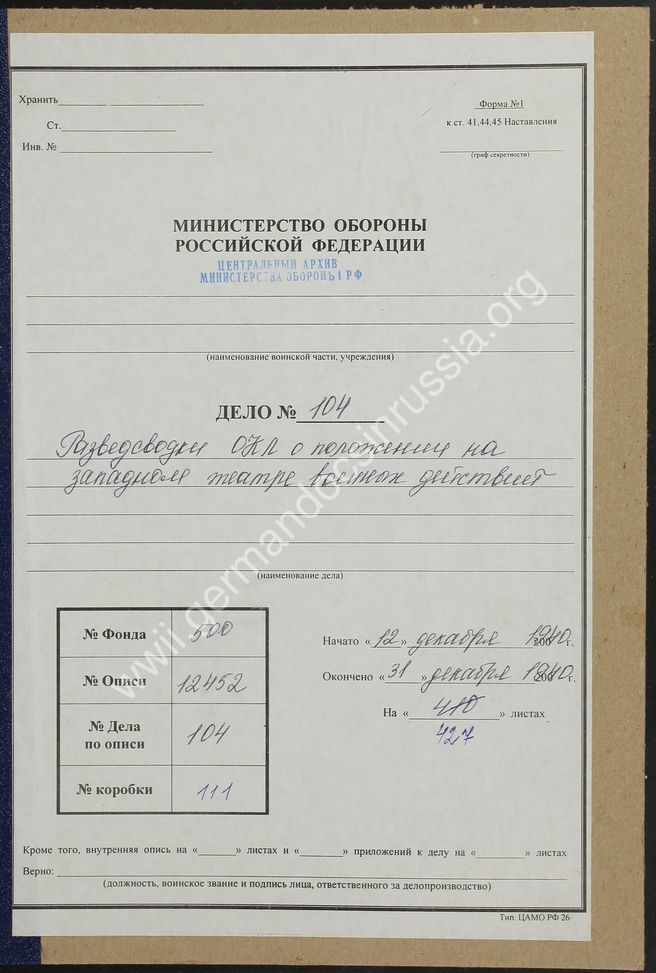 Хранить
Форма №1
Ст.
к ст. 41,44,45 Наставления
Инв. №
(гриф секретности)
МИНИСТЕРСТВО ОБОРОНЫ
РОССИЙСКОЙ ФЕДЕРАЦИИ
ЦЕНТРАЛЬНЫЙ АРХИВ
МИНИСТЕРСТВА ОБОРОНЫ РФ
(наименование воинской части, учреждения)
ДЕЛО № 104
Разведсводки ОКЛ о положении на
западном театре военных действий
(наименование дела)
№ Фонда 500
№ Описи 12452
№ Дела по описи 104
№ коробки 111
Начато « 12 » декабря 1940 г.
Окончено « 31 » декабря 1940 г.
На « 410 » листах
427
Кроме того, внутренняя опись на « » листах и « » приложений к делу на « » листах
Верно:
(должность, воинское звание и подпись лица, ответственного за делопроизводство)
Тип. ЦАМО РФ 26
wwii.germandocsinrussia.org